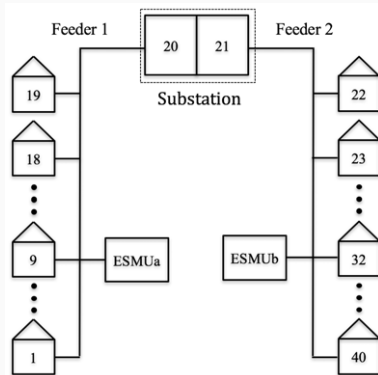 Feeder 1
20
21
Feeder 2
Substation
19
22
18
23
9
ESMUa
ESMUb
32
1
40